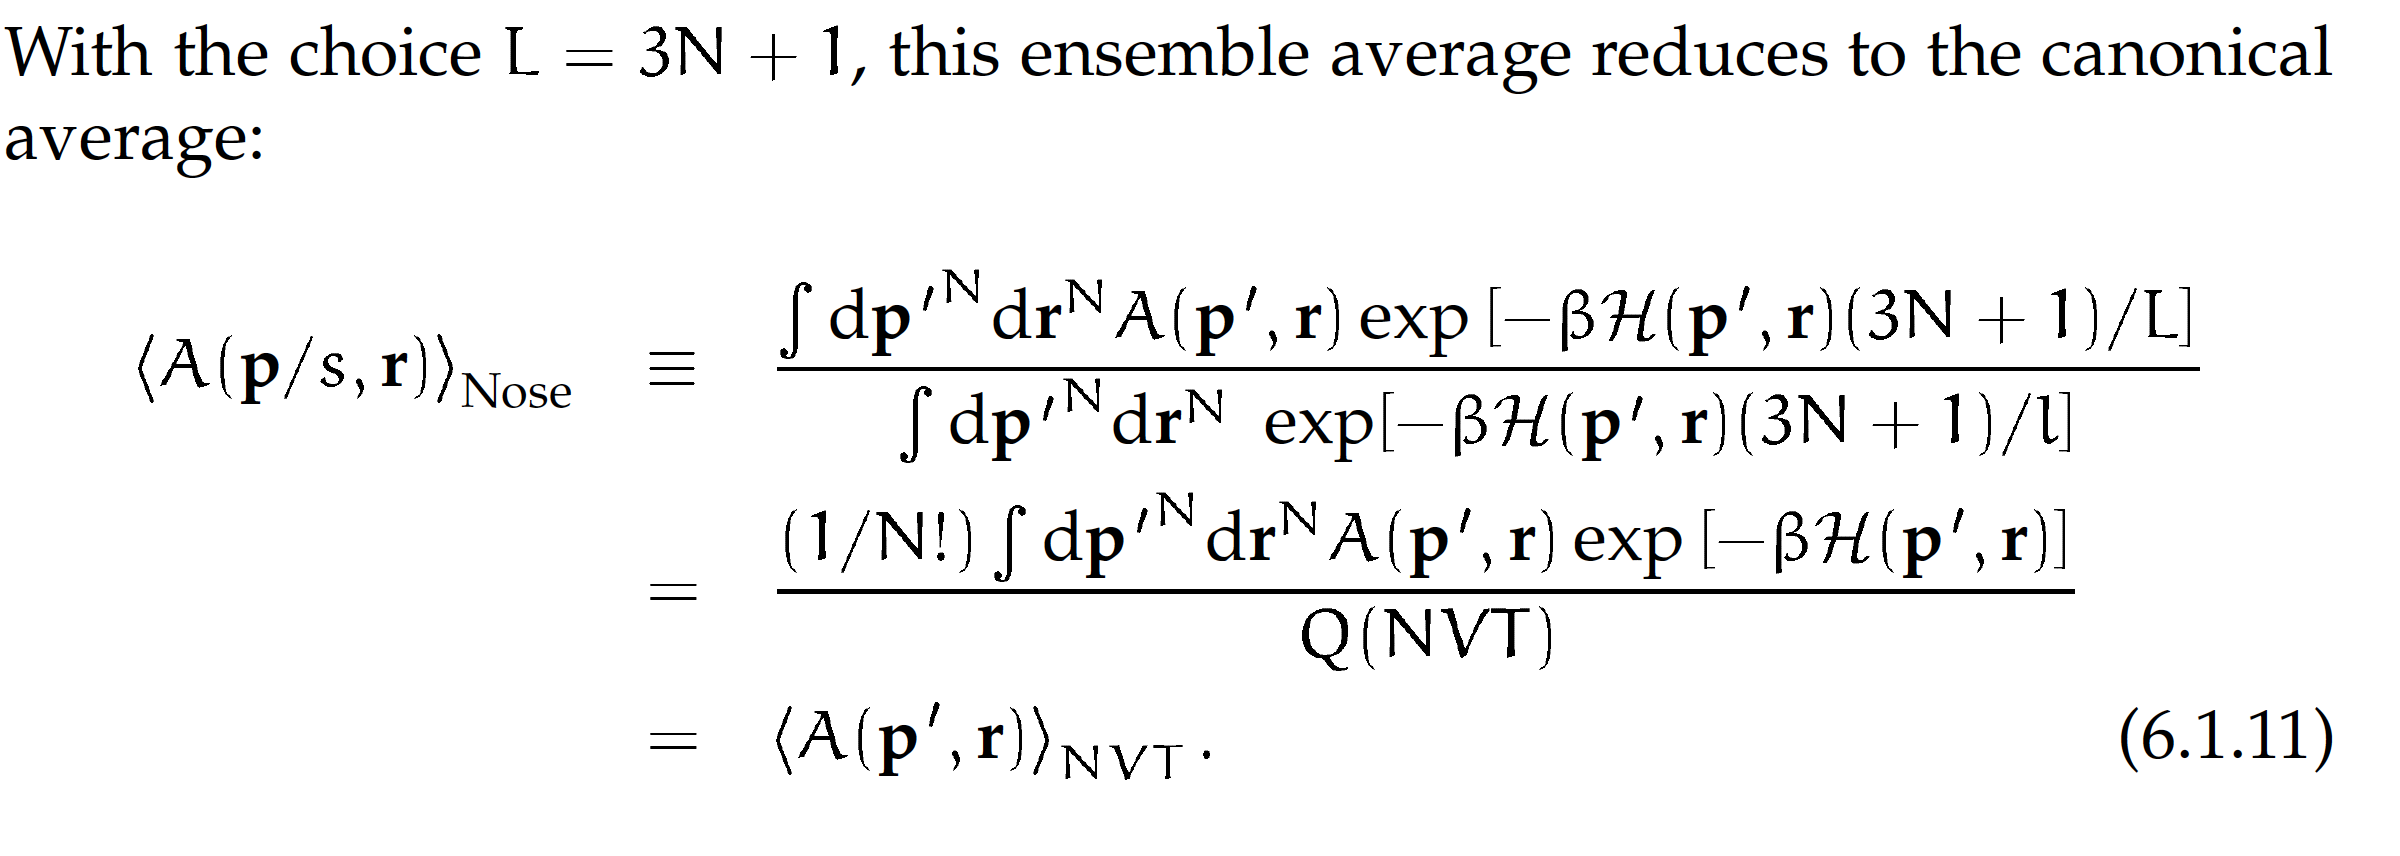 With the choice L = 3N + 1, this ensemble average reduces to the canonical
average:
⟨A(p/s, r)⟩_Nose ≡ ∫ dp′^N dr^N A(p′, r) exp [−βℋ(p′, r)(3N + 1)/L] / ∫ dp′^N dr^N exp[−βℋ(p′, r)(3N + 1)/l]
= (1/N!) ∫ dp′^N dr^N A(p′, r) exp [−βℋ(p′, r)] / Q(NVT)
= ⟨A(p′, r)⟩_NVT . (6.1.11)